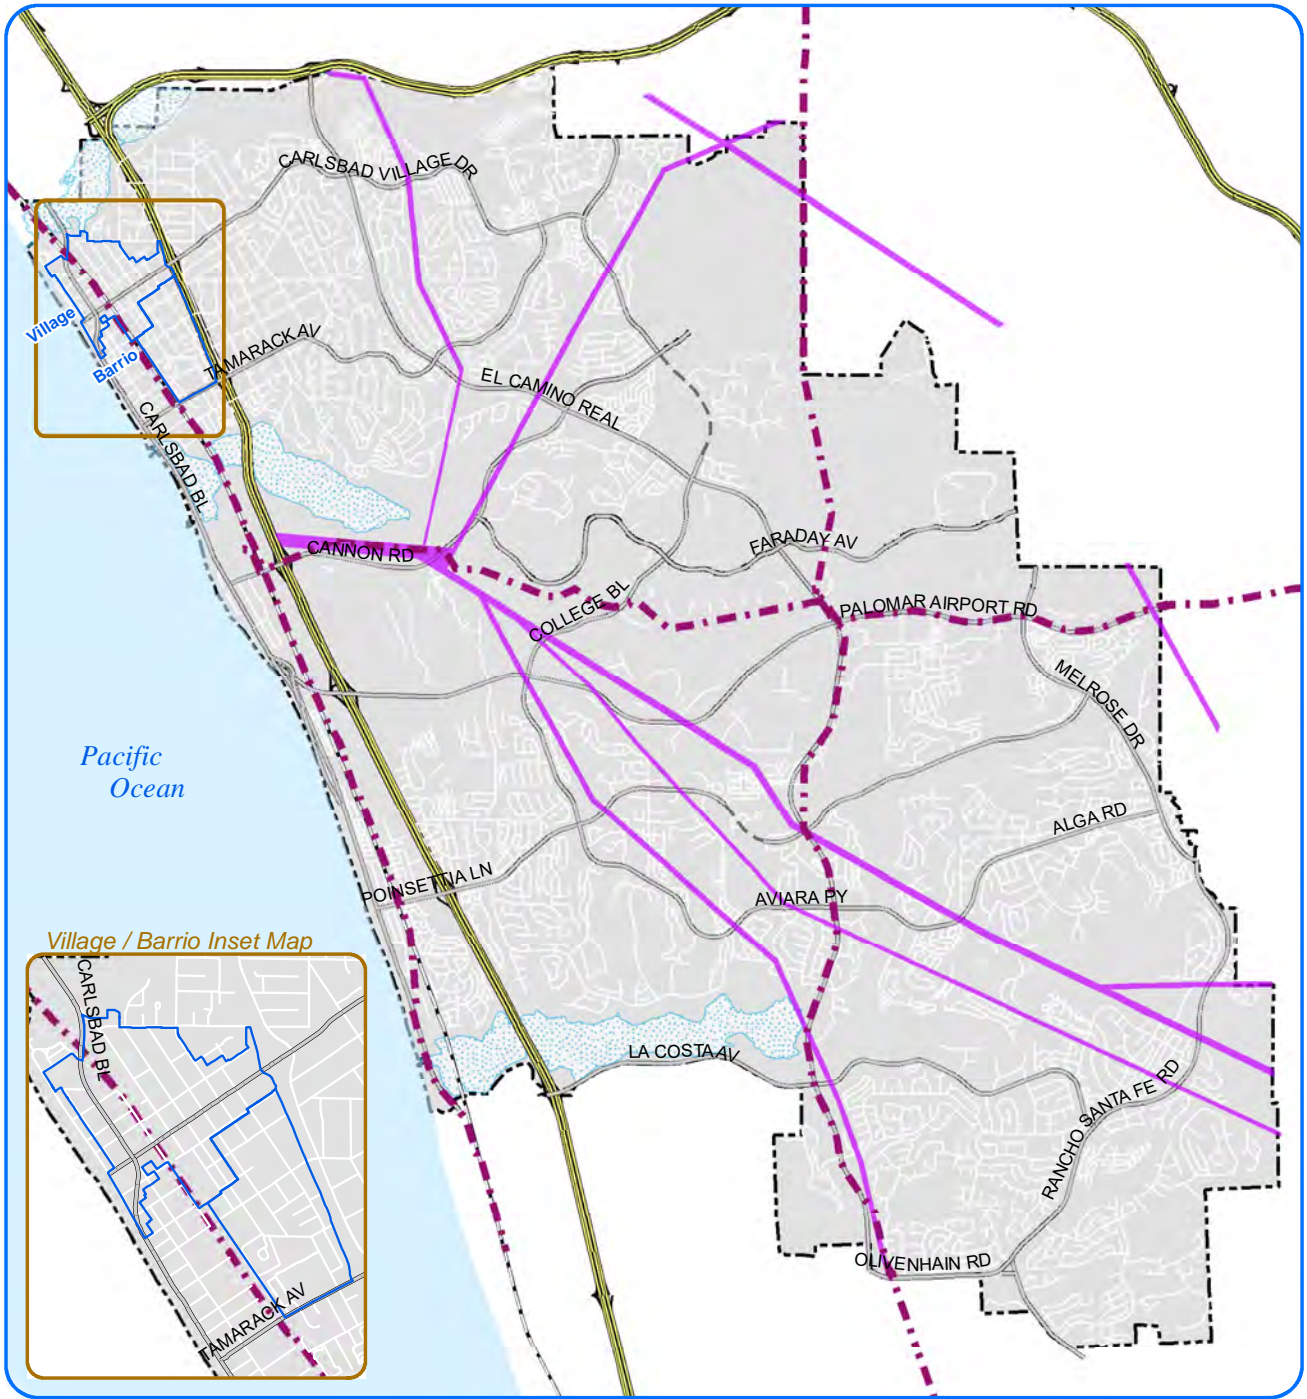 CARLSBAD VILLAGE DR
Village
Barrio
TAMARACK AV
EL CAMINO REAL
CARLSBAD BL
CANNON RD
FARADAY AV
COLLEGE BL
PALOMAR AIRPORT RD
MELROSE DR
Pacific
Ocean
ALGA RD
POINSETTIA LN
AVIARA PY
Village / Barrio Inset Map
CARLSBAD BL
LA COSTA AV
RANCHO SANTA FE RD
OLIVENHAIN RD
TAMARACK AV